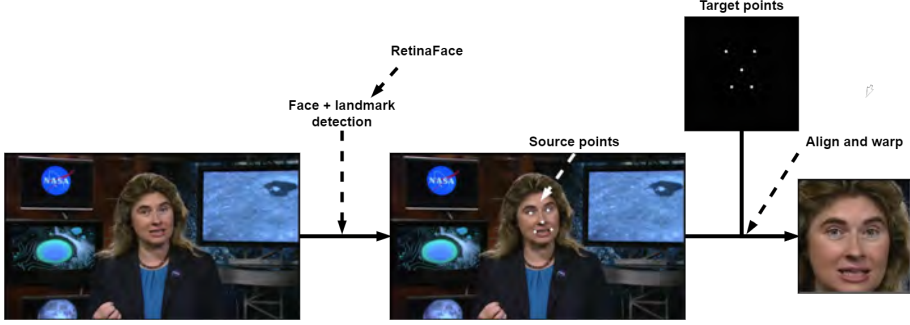 Target points
RetinaFace
Face + landmark
detection
Source points
Align and warp
NASA
NASA